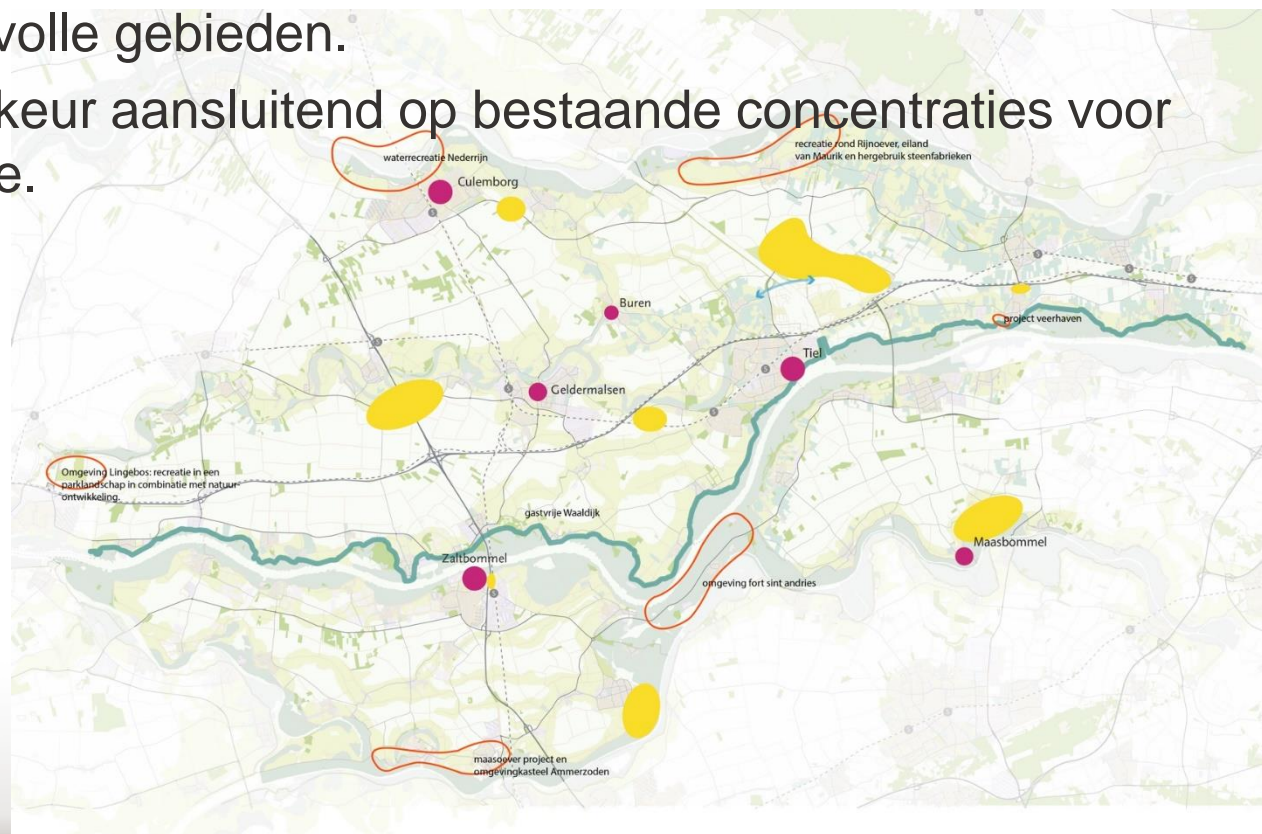 volle gebieden.
keur aansluitend op bestaande concentraties voor
e.
recreatie rond Rijnoever, eiland
van Maurik en hergebruik steenfabrieken
waterrecreatie Nederrijn
Culemborg
Buren
project veerhaven
Tiel
Geldermalsen
Omgeving Lingebos: recreatie in een
parklandschap in combinatie met natuur-
ontwikkeling.
gastvrije Waaldijk
Zaltbommel
Maasbommel
omgeving fort sint andries
maasoever project en
omgevingkasteel Ammerzoden